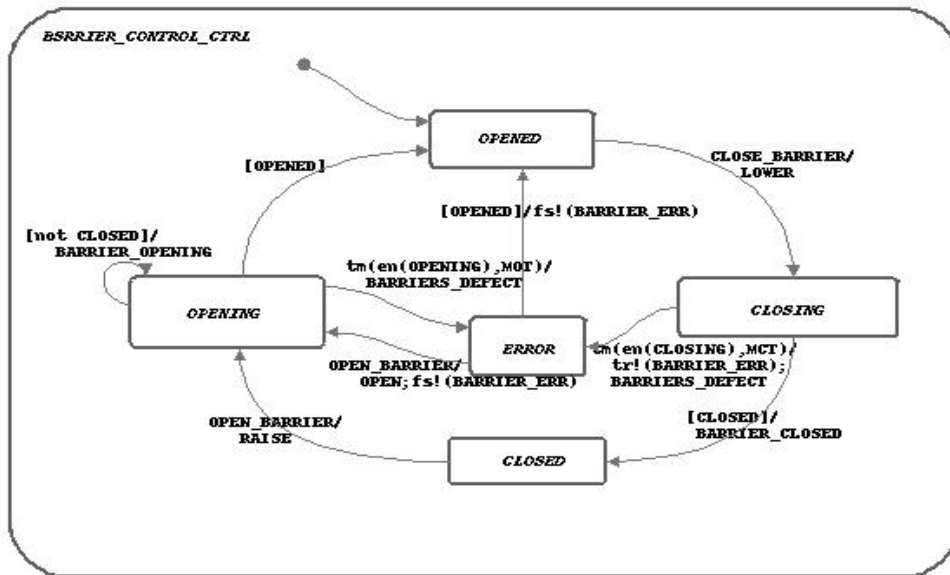 BSRRIER_CONTROL_CTRL
OPENED
CLOSE_BARRIER/
LOWER
[OPENED]
[OPENED]/fs!(BARRIER_ERR)
[not CLOSED]/
BARRIER_OPENING
tm(en(OPENING),MOT)/
BARRIERS_DEFECT
OPENING
CLOSING
ERROR
tm(en(CLOSING),MCT)/
tr!(BARRIER_ERR);
BARRIERS_DEFECT
OPEN_BARRIER/
OPEN;fs!(BARRIER_ERR)
OPEN_BARRIER/
RAISE
[CLOSED]/
BARRIER_CLOSED
CLOSED